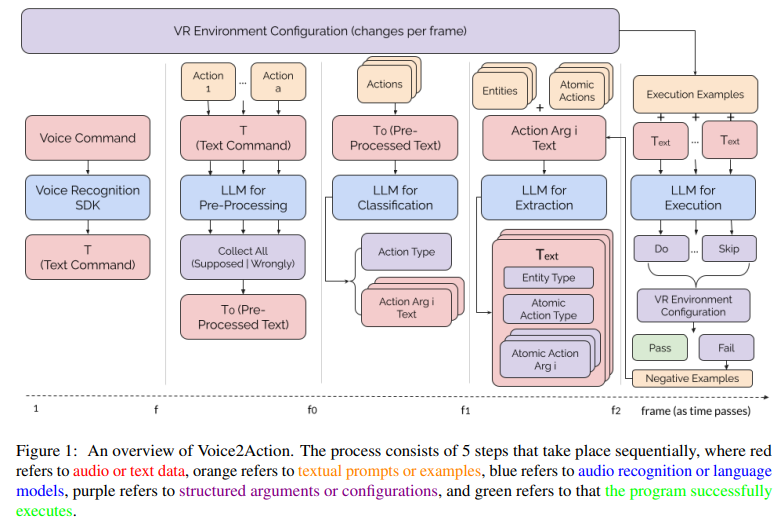 VR Environment Configuration (changes per frame)
Action
1
...
Action
a
Actions
Entities
+
Atomic
Actions
Execution Examples
+ + +
Voice Command
T
(Text Command)
To (Pre-
Processed Text)
Action Arg i
Text
Text
...
Text
Voice Recognition
SDK
LLM for
Pre-Processing
LLM for
Classification
LLM for
Extraction
LLM for
Execution
T
(Text Command)
Collect All
(Supposed | Wrongly)
To (Pre-
Processed Text)
Action Type
Action Arg i
Text
Text
Entity Type
Atomic
Action Type
Atomic Action
Arg i
Do
...
Skip
VR Environment
Configuration
Pass
Fail
Negative Examples
1
f
f0
f1
f2
frame (as time passes)
Figure 1: An overview of Voice2Action. The process consists of 5 steps that take place sequentially, where red
refers to audio or text data, orange refers to textual prompts or examples, blue refers to audio recognition or language
models, purple refers to structured arguments or configurations, and green refers to that the program successfully
executes.